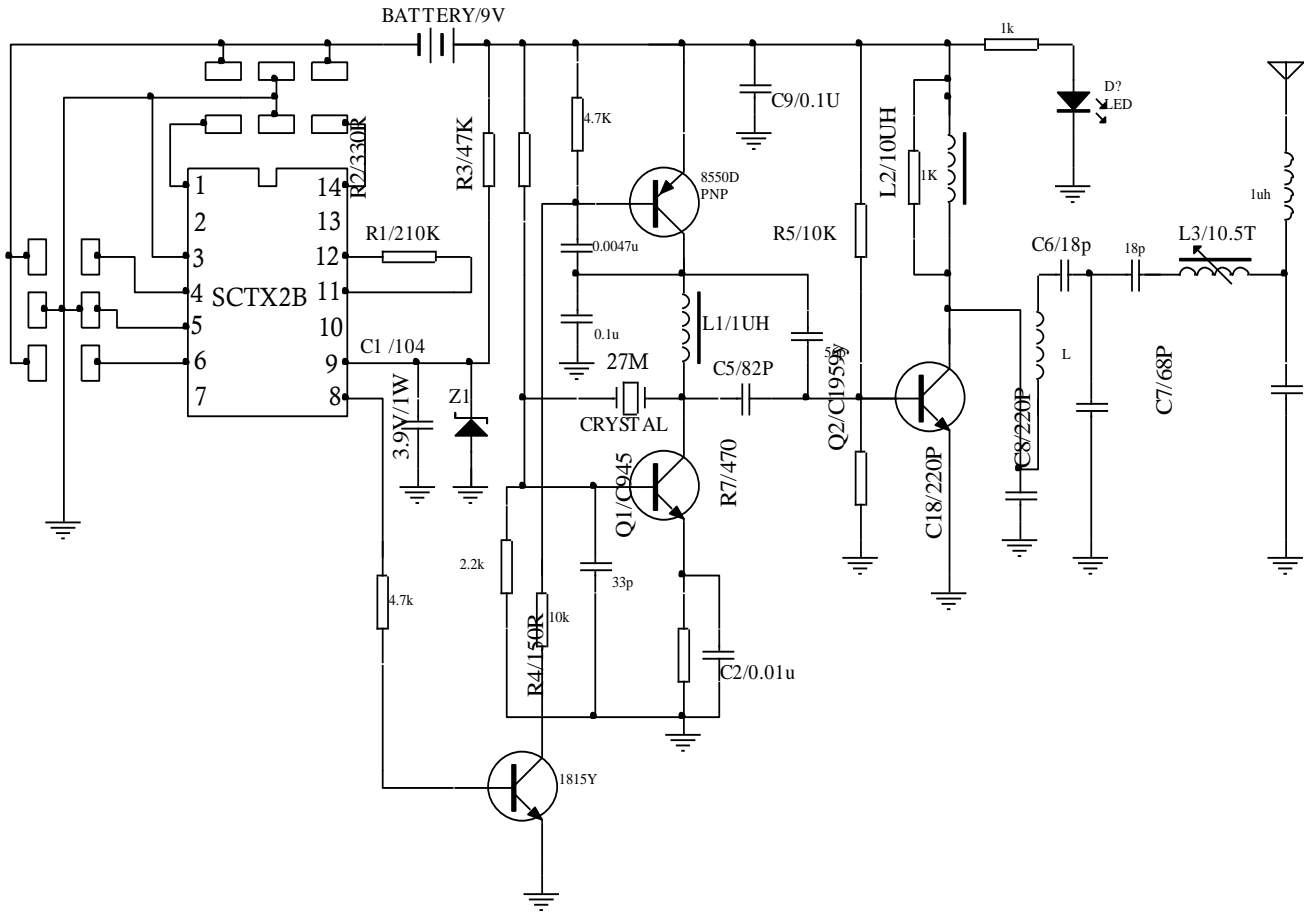 BATTERY/9V
1k
D?
LED
C9/0.1U
4.7K
R2/330R
R3/47K
L2/10UH
1K
8550D
PNP
1uh
1
2
3
4
5
6
7
14
13
12
11
10
9
8
SCTX2B
R1/210K
0.0047u
R5/10K
C6/18p
18p
L3/10.5T
0.1u
L1/1UH
C1 /104
27M
CRYSTAL
C5/82P
L
C7/68P
Z1
3.9V/1W
Q2/C1959y
C8/220P
Q1/C945
R7/470
C18/220P
2.2k
33p
4.7k
10k
R4/150R
C2/0.01u
1815Y